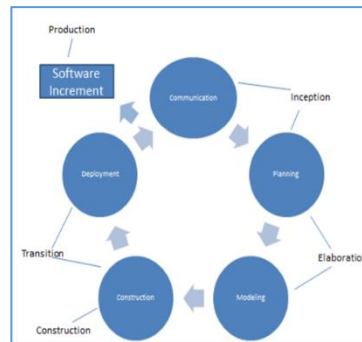 Production
Software
Increment
Communication
Inception
Deployment
Planning
Transition
Elaboration
Construction
Modeling
Construction